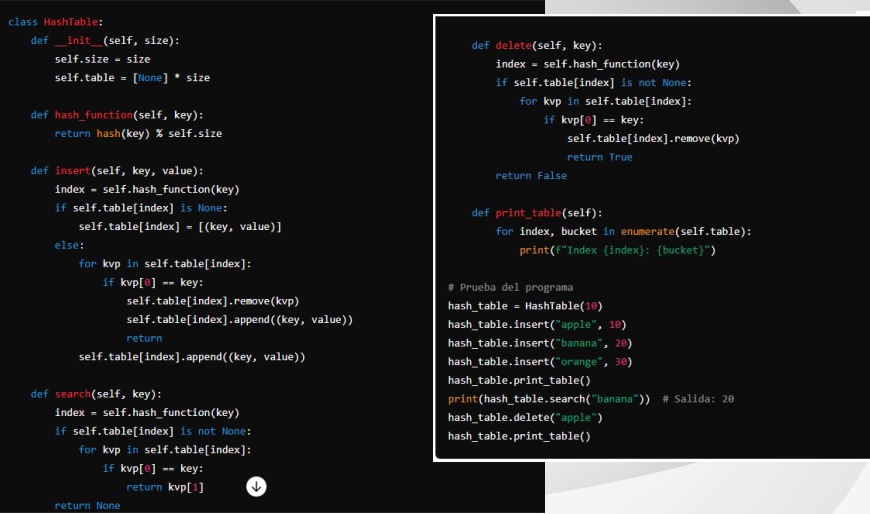 class HashTable:
    def __init__(self, size):
        self.size = size
        self.table = [None] * size
    def hash_function(self, key):
        return hash(key) % self.size
    def insert(self, key, value):
        index = self.hash_function(key)
        if self.table[index] is None:
            self.table[index] = [(key, value)]
        else:
            for kvp in self.table[index]:
                if kvp[0] == key:
                    self.table[index].remove(kvp)
                    self.table[index].append((key, value))
                    return
            self.table[index].append((key, value))
    def search(self, key):
        index = self.hash_function(key)
        if self.table[index] is not None:
            for kvp in self.table[index]:
                if kvp[0] == key:
                    return kvp[1]
        return None
    def delete(self, key):
        index = self.hash_function(key)
        if self.table[index] is not None:
            for kvp in self.table[index]:
                if kvp[0] == key:
                    self.table[index].remove(kvp)
                    return True
        return False
    def print_table(self):
        for index, bucket in enumerate(self.table):
            print(f"Index {index}: {bucket}")
# Prueba del programa
hash_table = HashTable(10)
hash_table.insert("apple", 10)
hash_table.insert("banana", 20)
hash_table.insert("orange", 30)
hash_table.print_table()
print(hash_table.search("banana"))  # Salida: 20
hash_table.delete("apple")
hash_table.print_table()